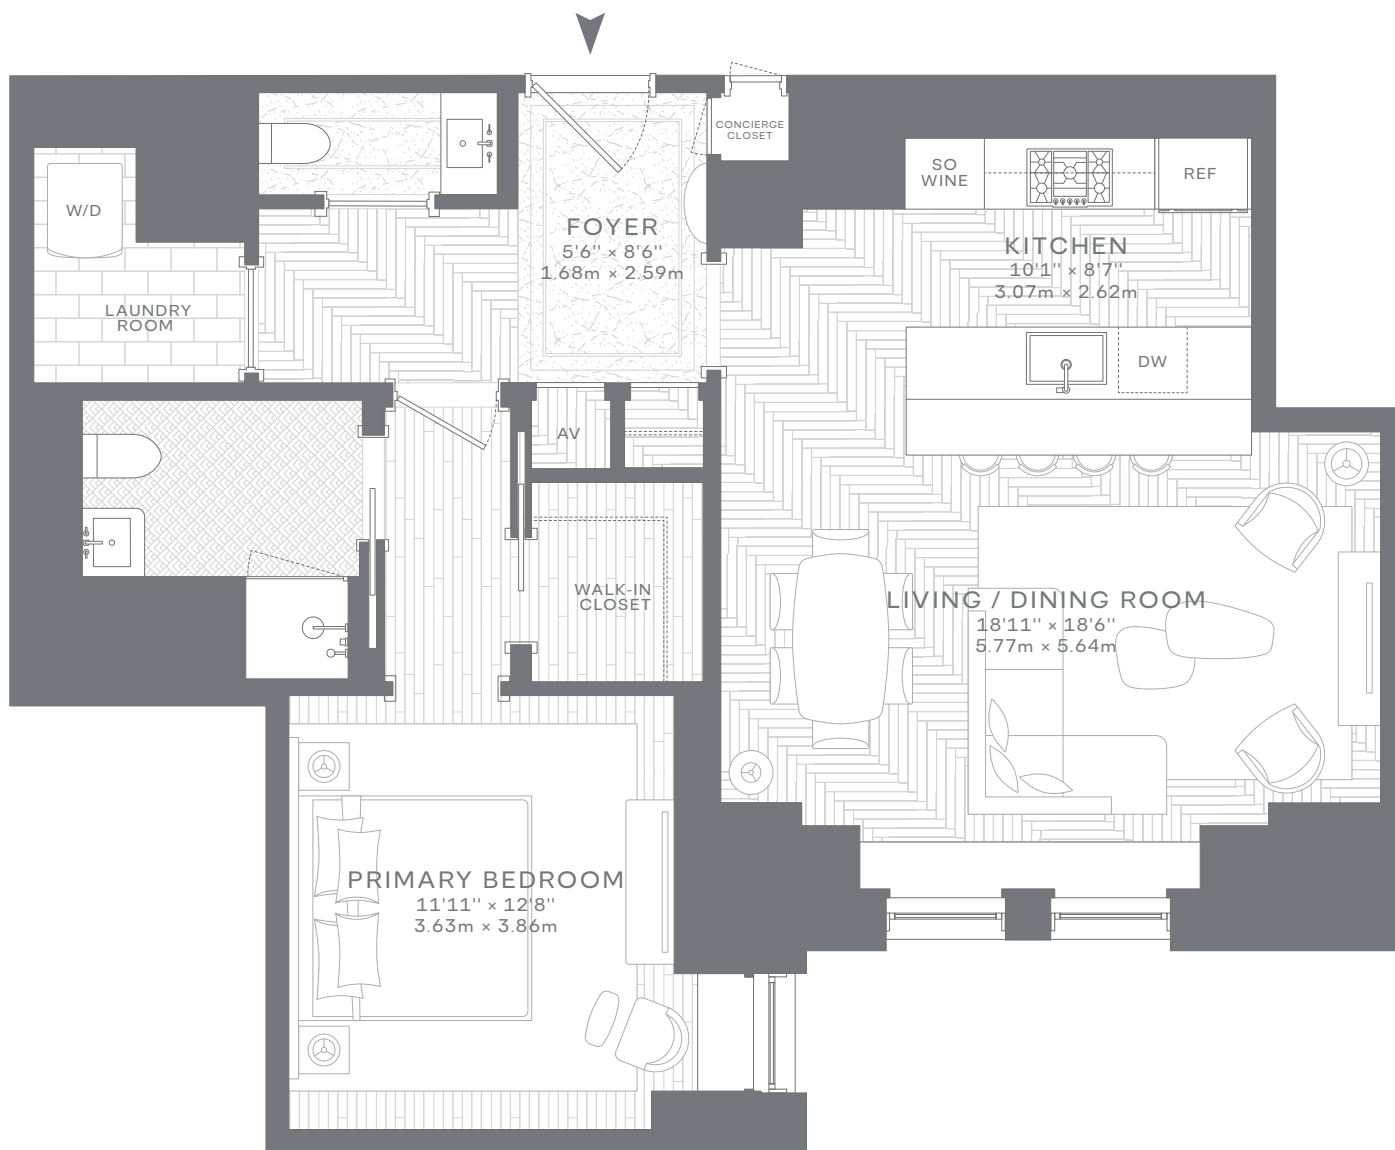 CONCIERGE
CLOSET
SO
WINE
REF
W/D
FOYER
5'6'' × 8'6''
1.68m × 2.59m
KITCHEN
10'1'' × 8'7''
3.07m × 2.62m
LAUNDRY
ROOM
DW
AV
WALK-IN
CLOSET
LIVING / DINING ROOM
18'11'' × 18'6''
5.77m × 5.64m
PRIMARY BEDROOM
11'11'' × 12'8''
3.63m × 3.86m